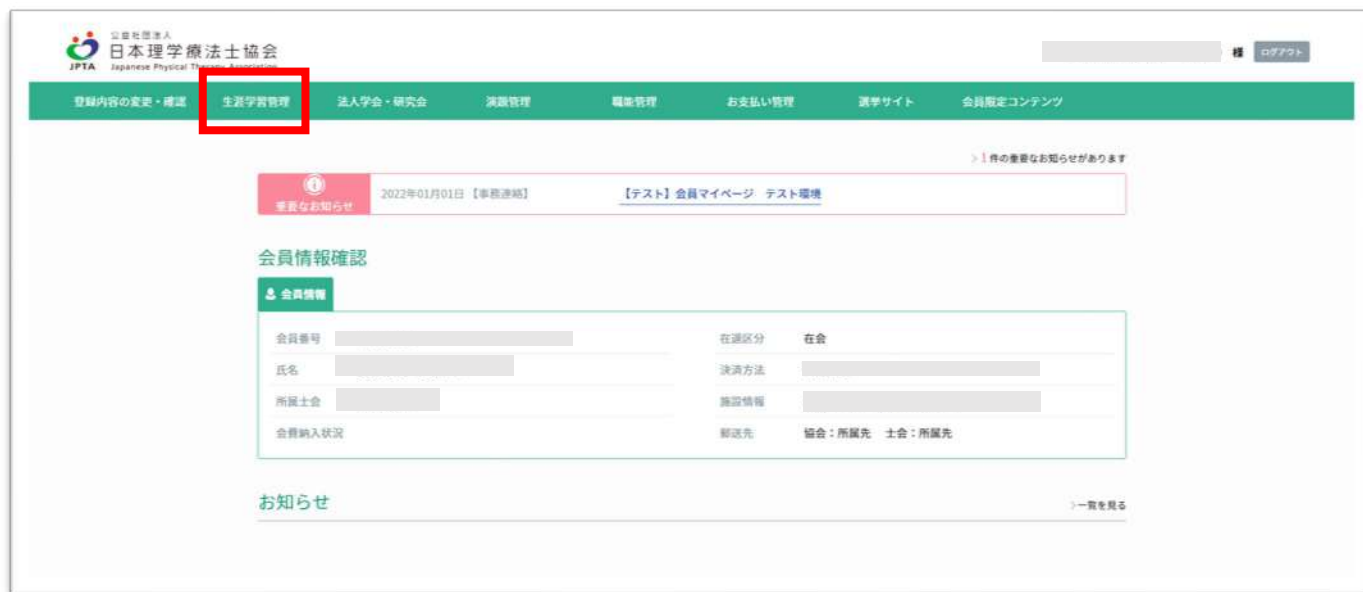 公益社団法人
日本理学療法士協会
JPTA Japanese Physical Therapy Association
様 ログアウト
登録内容の変更・確認 生涯学習管理 法人学会・研究会 演題管理 職能管理 お支払い管理 選挙サイト 会員限定コンテンツ
>1件の重要なお知らせがあります
重要なお知らせ 2022年01月01日【事務連絡】 【テスト】会員マイページ テスト環境
会員情報確認
会員情報
会員番号 在退区分 在会
氏名 決済方法
所属士会 施設情報
会費納入状況 郵送先 協会：所属先 士会：所属先
お知らせ >一覧を見る